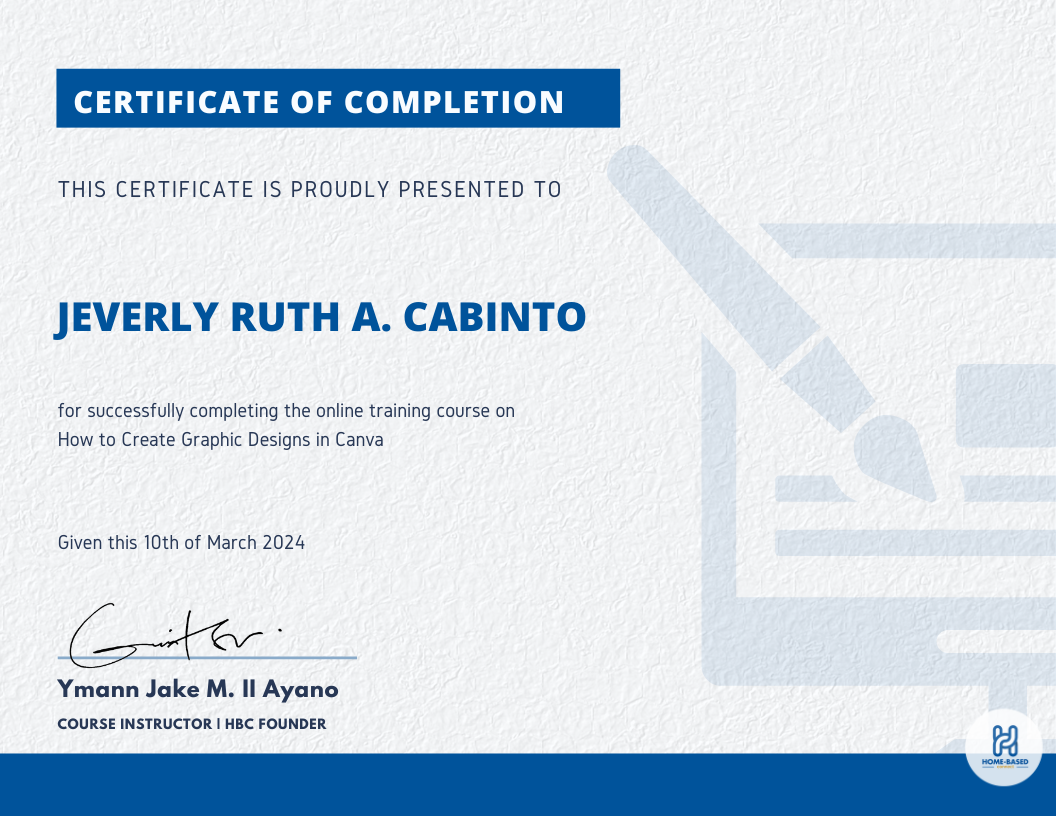 CERTIFICATE OF COMPLETION
THIS CERTIFICATE IS PROUDLY PRESENTED TO
JEVERLY RUTH A. CABINTO
for successfully completing the online training course on
How to Create Graphic Designs in Canva
Given this 10th of March 2024
Ymann Jake M. II Ayano
COURSE INSTRUCTOR | HBC FOUNDER
HOME-BASED